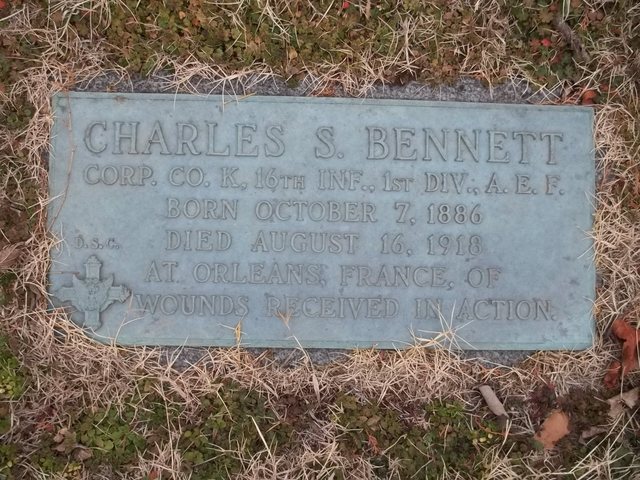 CHARLES S. BENNETT
CORP. CO. K, 16TH INF., 1ST DIV., A. E. F.
BORN OCTOBER 7, 1886
D. S. C.
DIED AUGUST 16, 1918
AT ORLEANS, FRANCE, OF
WOUNDS RECEIVED IN ACTION.